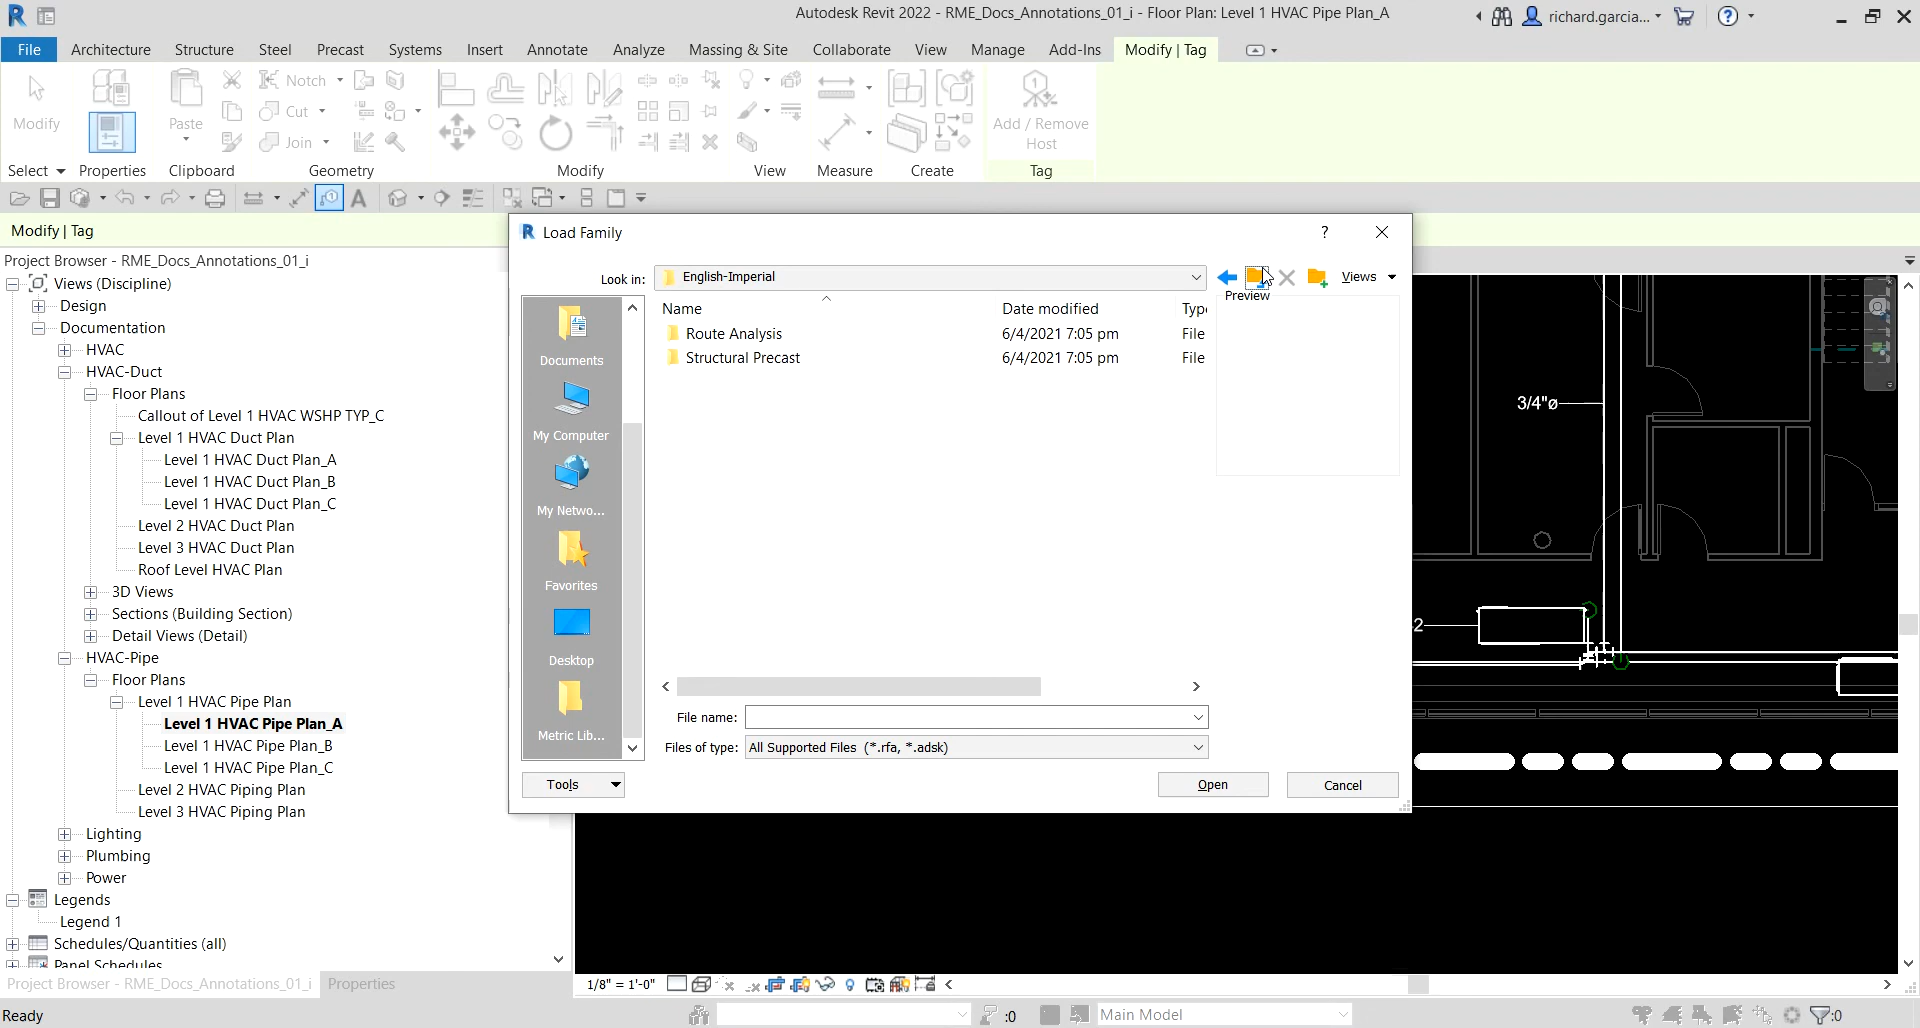 Autodesk Revit 2022 - RME_Docs_Annotations_01_i - Floor Plan: Level 1 HVAC Pipe Plan_A
richard.garcia...
File Architecture Structure Steel Precast Systems Insert Annotate Analyze Massing & Site Collaborate View Manage Add-Ins Modify | Tag
Notch
Cut
Join
Modify
Paste
Add / Remove
Host
Select Properties Clipboard Geometry Modify View Measure Create Tag
Modify | Tag
Project Browser - RME_Docs_Annotations_01_i
Views (Discipline)
Design
Documentation
HVAC
HVAC-Duct
Floor Plans
Callout of Level 1 HVAC WSHP TYP_C
Level 1 HVAC Duct Plan
Level 1 HVAC Duct Plan_A
Level 1 HVAC Duct Plan_B
Level 1 HVAC Duct Plan_C
Level 2 HVAC Duct Plan
Level 3 HVAC Duct Plan
Roof Level HVAC Plan
3D Views
Sections (Building Section)
Detail Views (Detail)
HVAC-Pipe
Floor Plans
Level 1 HVAC Pipe Plan
Level 1 HVAC Pipe Plan_A
Level 1 HVAC Pipe Plan_B
Level 1 HVAC Pipe Plan_C
Level 2 HVAC Piping Plan
Level 3 HVAC Piping Plan
Lighting
Plumbing
Power
Legends
Legend 1
Schedules/Quantities (all)
Panel Schedules
Project Browser - RME_Docs_Annotations_01_i Properties
Load Family
?
Look in: English-Imperial
Views
Preview
Name Date modified Type
Route Analysis 6/4/2021 7:05 pm File
Structural Precast 6/4/2021 7:05 pm File
Documents
My Computer
My Netwo...
Favorites
Desktop
Metric Lib...
File name:
Files of type: All Supported Files (*.rfa, *.adsk)
Tools Open Cancel
3/4"ø
2
1/8" = 1'-0"
Ready
:0
Main Model
:0